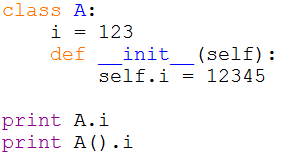 class A:
    i = 123
    def __init__(self):
        self.i = 12345

print A.i
print A().i